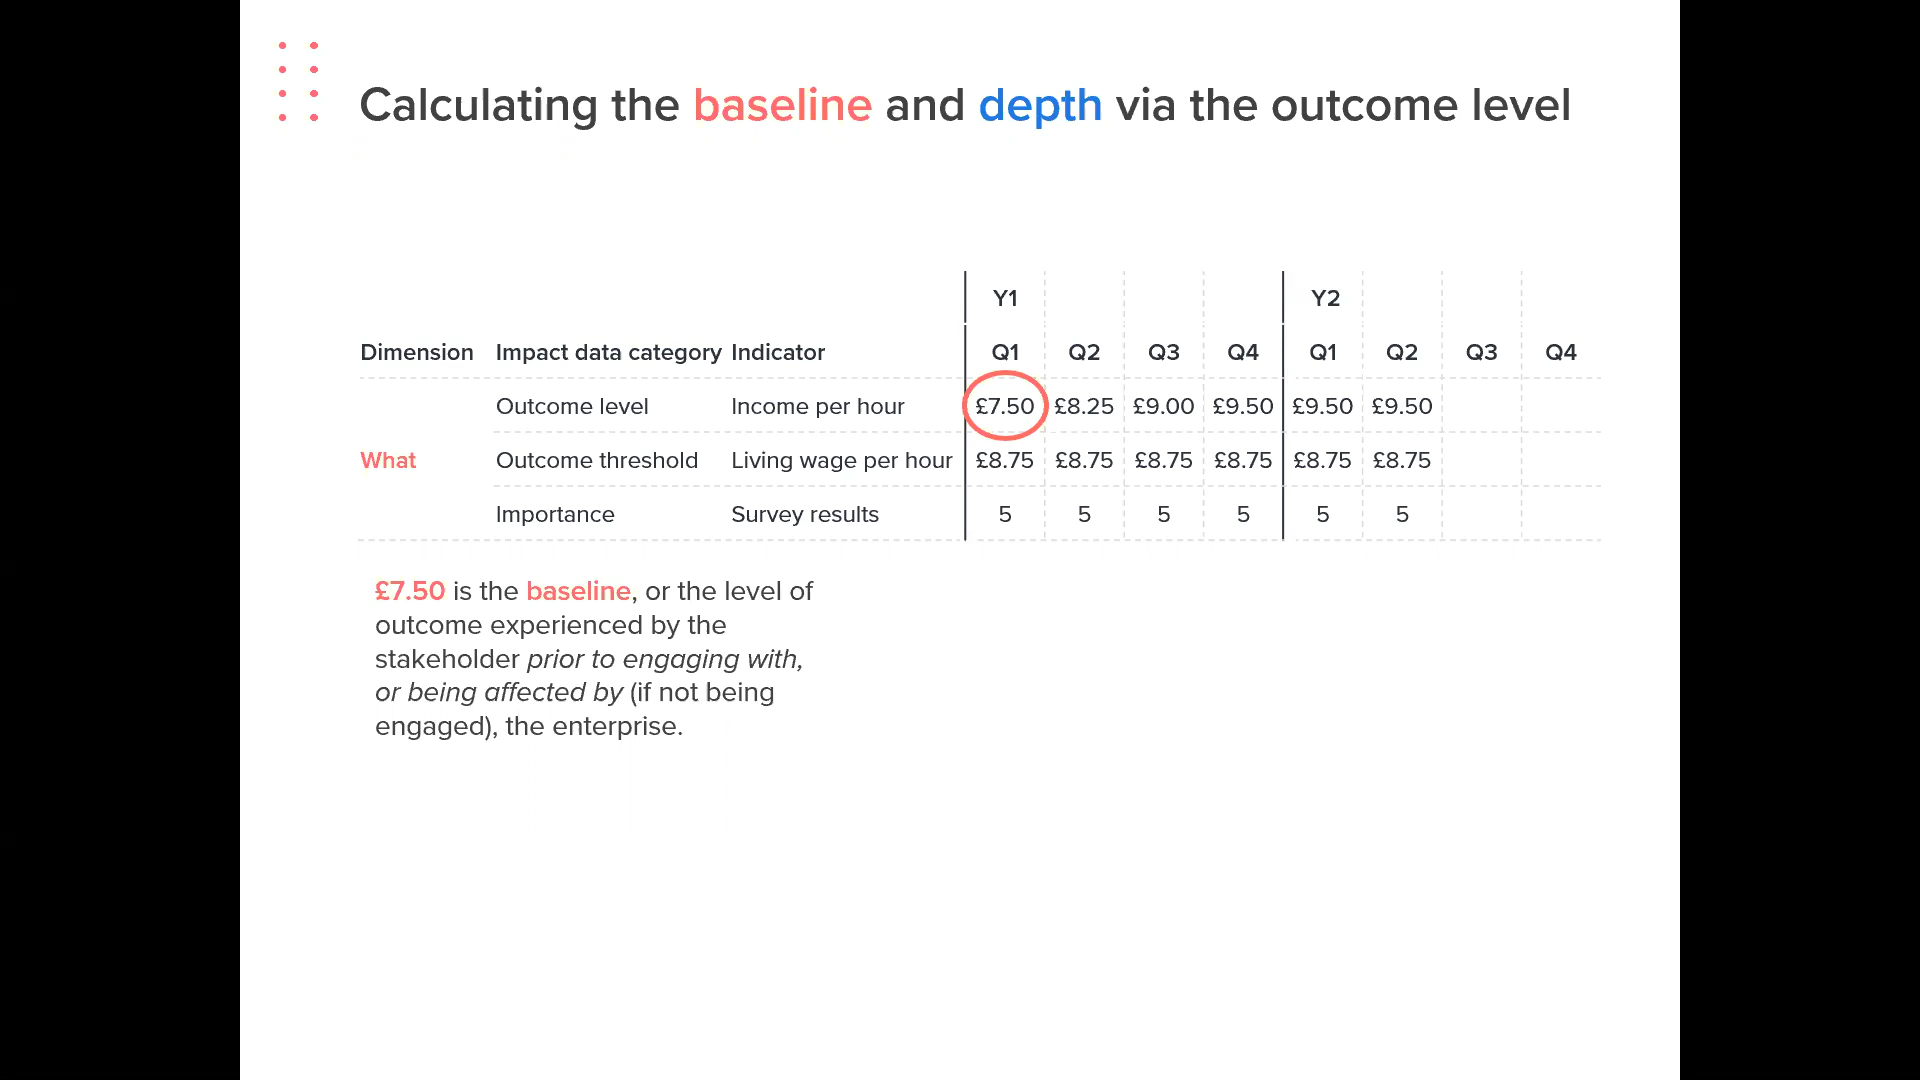 Calculating the baseline and depth via the outcome level
Y1 Y2
Dimension Impact data category Indicator Q1 Q2 Q3 Q4 Q1 Q2 Q3 Q4
Outcome level Income per hour £7.50 £8.25 £9.00 £9.50 £9.50 £9.50
What Outcome threshold Living wage per hour £8.75 £8.75 £8.75 £8.75 £8.75 £8.75
Importance Survey results 5 5 5 5 5 5
£7.50 is the baseline, or the level of
outcome experienced by the
stakeholder prior to engaging with,
or being affected by (if not being
engaged), the enterprise.